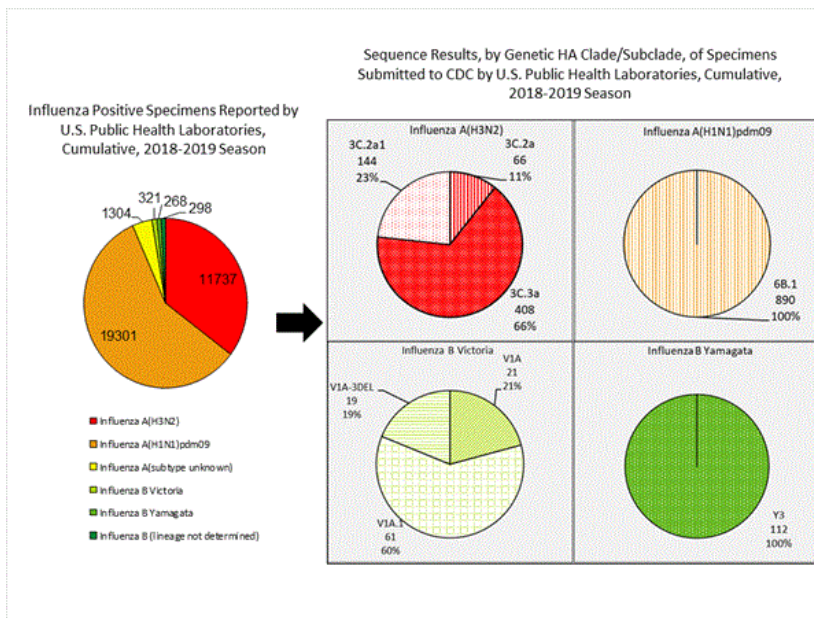 Sequence Results, by Genetic HA Clade/Subclade, of Specimens
Submitted to CDC by U.S. Public Health Laboratories, Cumulative,
2018-2019 Season
Influenza Positive Specimens Reported by
U.S. Public Health Laboratories,
Cumulative, 2018-2019 Season
321
268
298
1304
11737
19301
Influenza A(H3N2)
Influenza A(H1N1)pdm09
Influenza A(subtype unknown)
Influenza B Victoria
Influenza B Yamagata
Influenza B (lineage not determined)
Influenza A(H3N2)
3C.2a1
144
23%
3C.2a
66
11%
3C.3a
408
66%
Influenza A(H1N1)pdm09
6B.1
890
100%
Influenza B Victoria
V1A-3DEL
19
19%
V1A
21
21%
V1A.1
61
60%
Influenza B Yamagata
Y3
112
100%